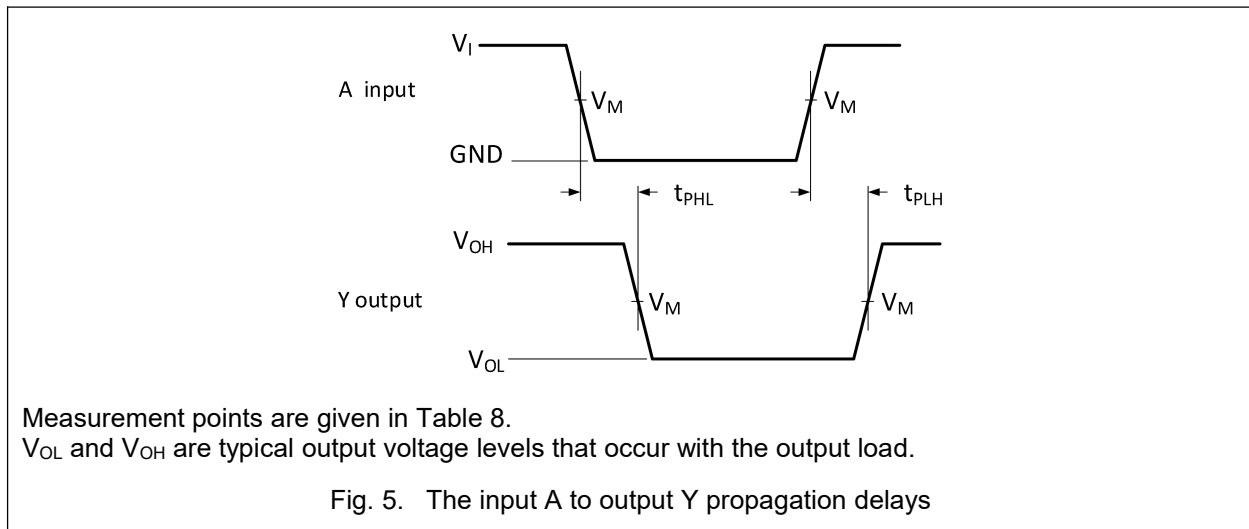 V_I
A input
V_M V_M
GND
t_PHL t_PLH
V_OH
Y output
V_M V_M
V_OL
Measurement points are given in Table 8.
V_OL and V_OH are typical output voltage levels that occur with the output load.
Fig. 5. The input A to output Y propagation delays